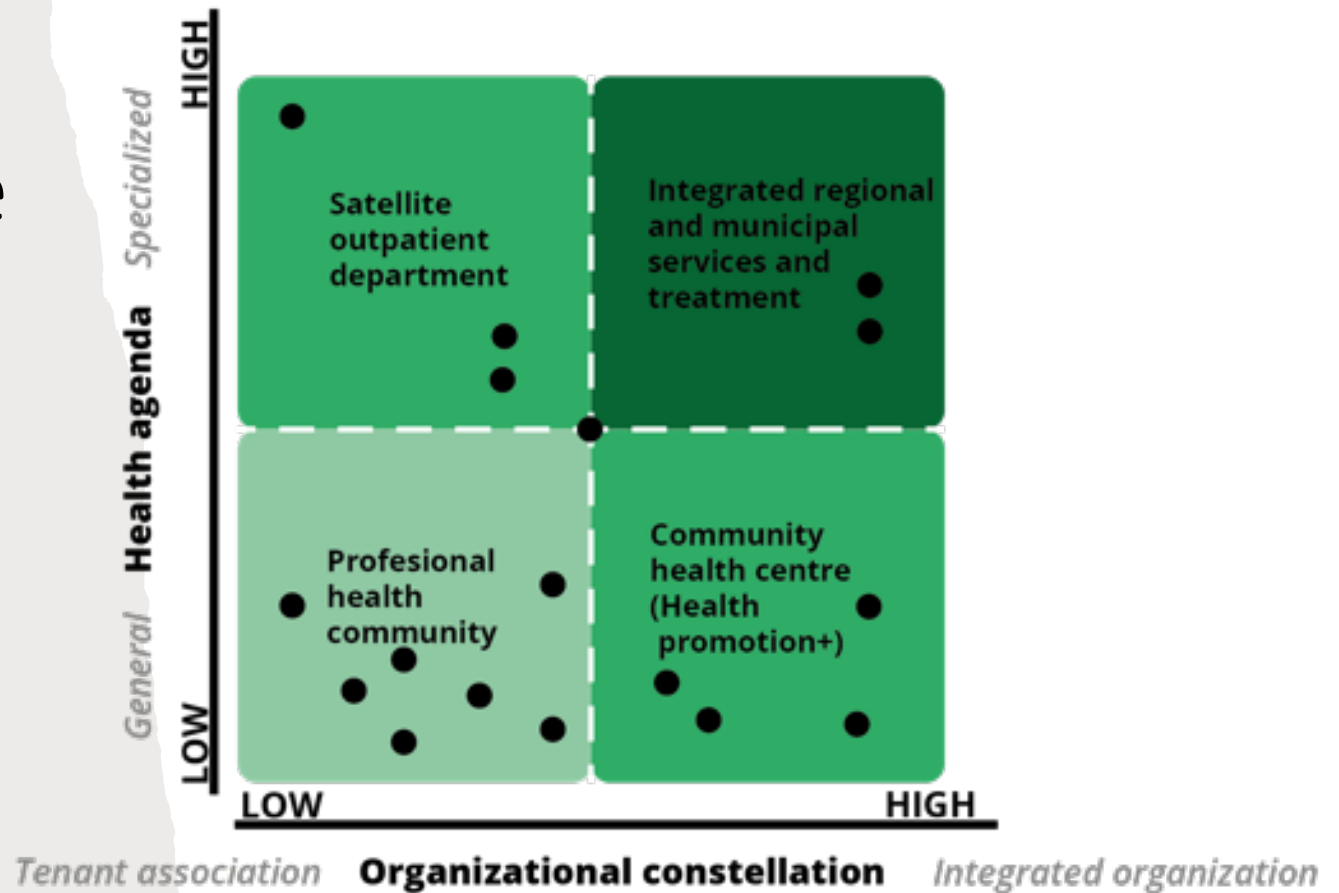 HIGH
Specialized
Health agenda
General
LOW
Satellite
outpatient
department
Integrated regional
and municipal
services and
treatment
Profesional
health
community
Community
health centre
(Health
promotion+)
LOW
HIGH
Tenant association
Organizational constellation
Integrated organization